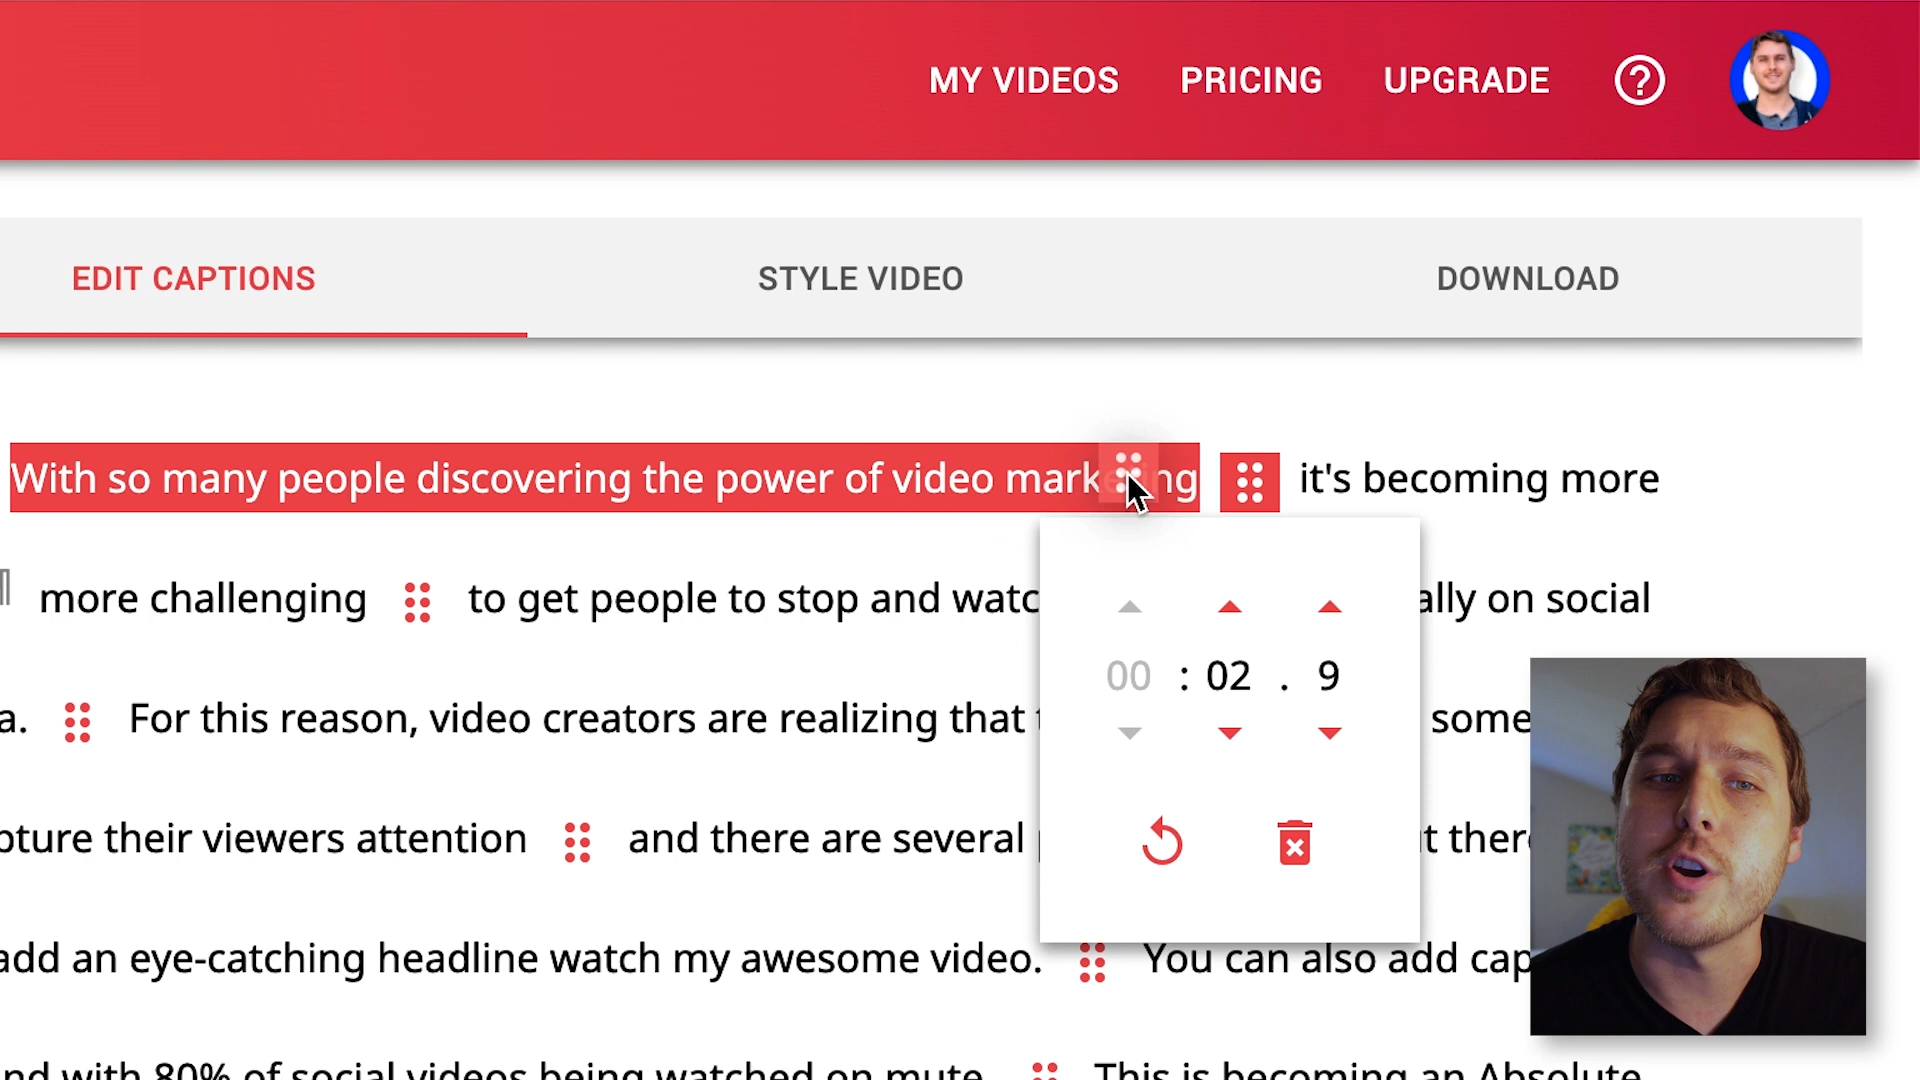 MY VIDEOS PRICING UPGRADE ?
EDIT CAPTIONS STYLE VIDEO DOWNLOAD
With so many people discovering the power of video marketing it's becoming more
more challenging to get people to stop and watc ally on social
a. For this reason, video creators are realizing that some
pture their viewers attention and there are several t ther
00 : 02 . 9
add an eye-catching headline watch my awesome video. You can also add cap
nd with 80% of social videos being watched on mute This is becoming an Absolute